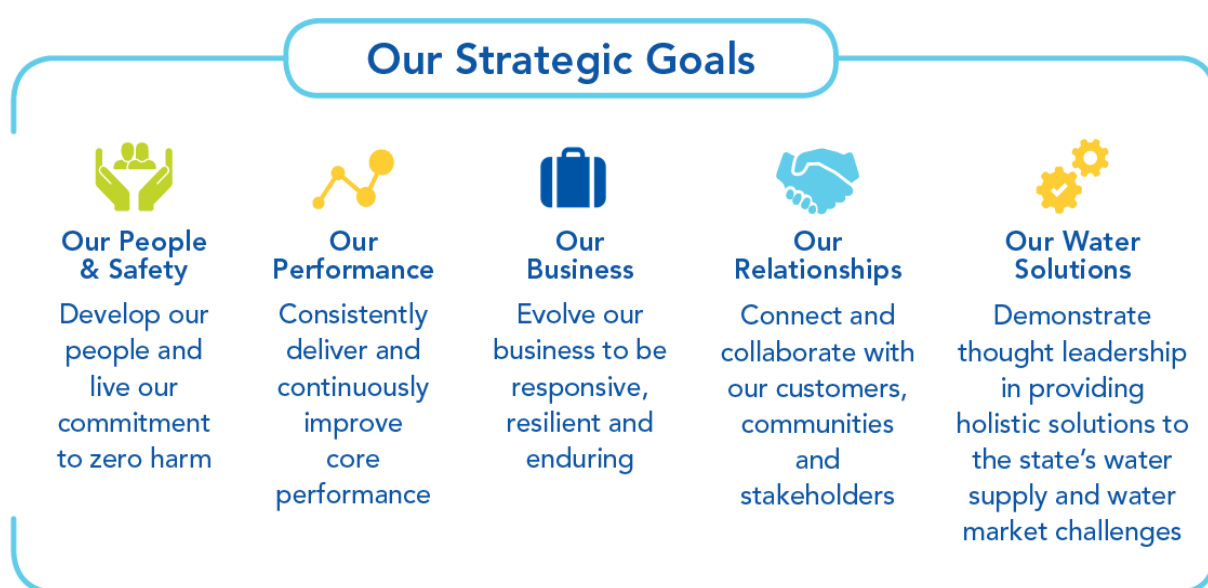 Our Strategic Goals
Our People
& Safety
Develop our
people and
live our
commitment
to zero harm
Our
Performance
Consistently
deliver and
continuously
improve
core
performance
Our
Business
Evolve our
business to be
responsive,
resilient and
enduring
Our
Relationships
Connect and
collaborate with
our customers,
communities
and
stakeholders
Our Water
Solutions
Demonstrate
thought leadership
in providing
holistic solutions to
the state’s water
supply and water
market challenges